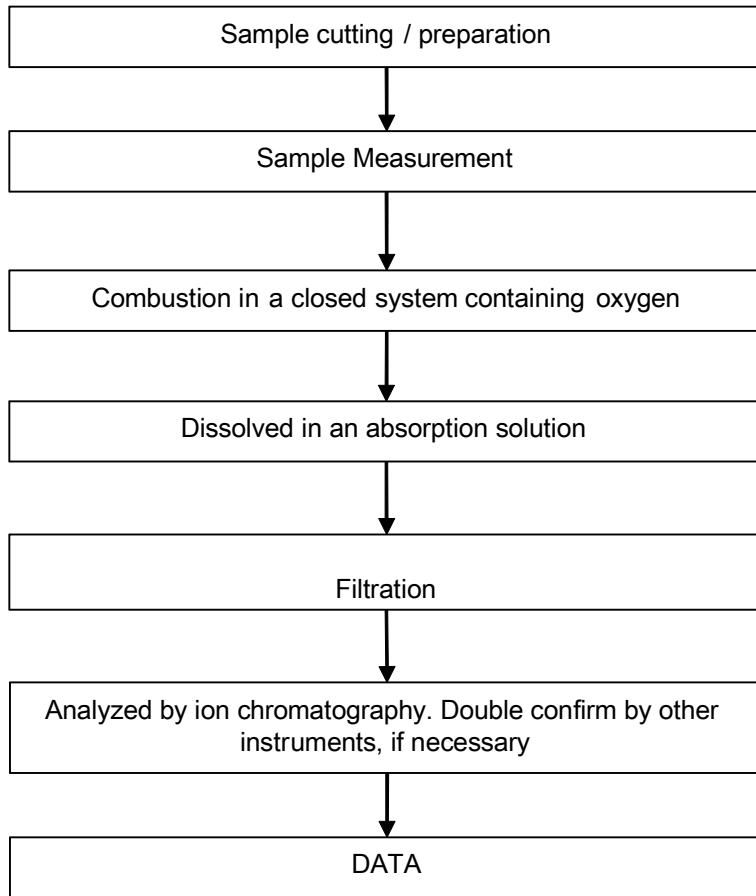 Sample cutting / preparation
Sample Measurement
Combustion in a closed system containing oxygen
Dissolved in an absorption solution
Filtration
Analyzed by ion chromatography. Double confirm by other
instruments, if necessary
DATA